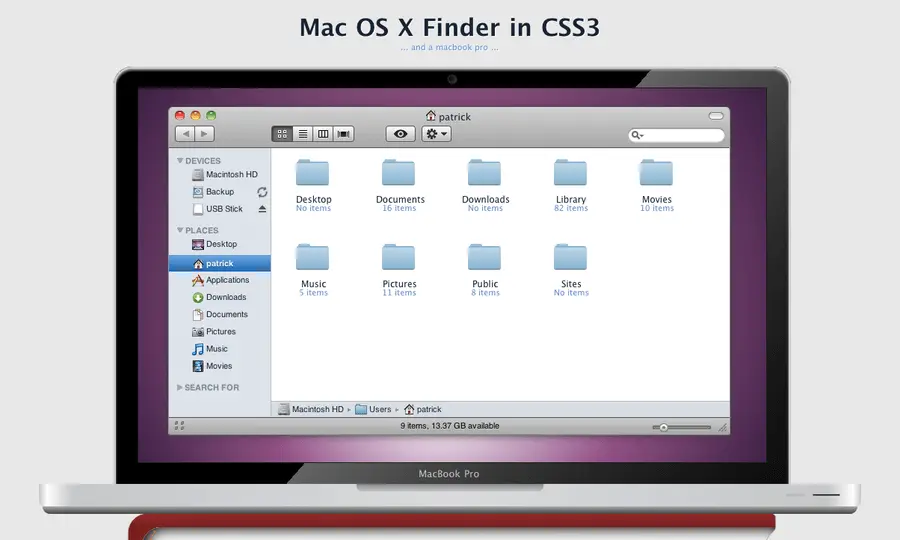 Mac OS X Finder in CSS3
... and a macbook pro ...
patrick
DEVICES
Macintosh HD
Backup
USB Stick
PLACES
Desktop
patrick
Applications
Downloads
Documents
Pictures
Music
Movies
SEARCH FOR
Desktop
No items
Documents
16 items
Downloads
No items
Library
82 items
Movies
10 items
Music
5 items
Pictures
11 items
Public
8 items
Sites
No items
Macintosh HD ▸ Users ▸ patrick
9 items, 13.37 GB available
MacBook Pro